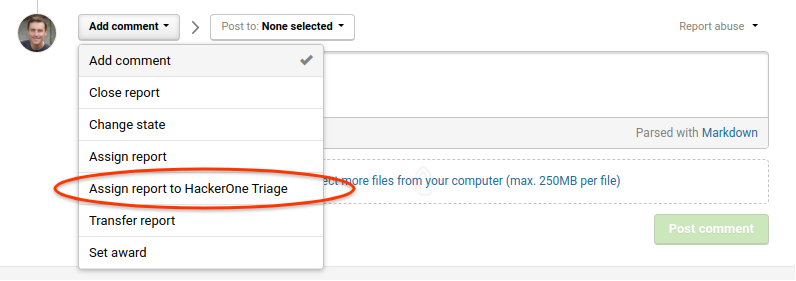 Add comment
Post to: None selected
Report abuse
Add comment
Close report
Change state
Assign report
Parsed with Markdown
more files from your computer (max. 250MB per file)
Assign report to HackerOne Triage
Transfer report
Post comment
Set award